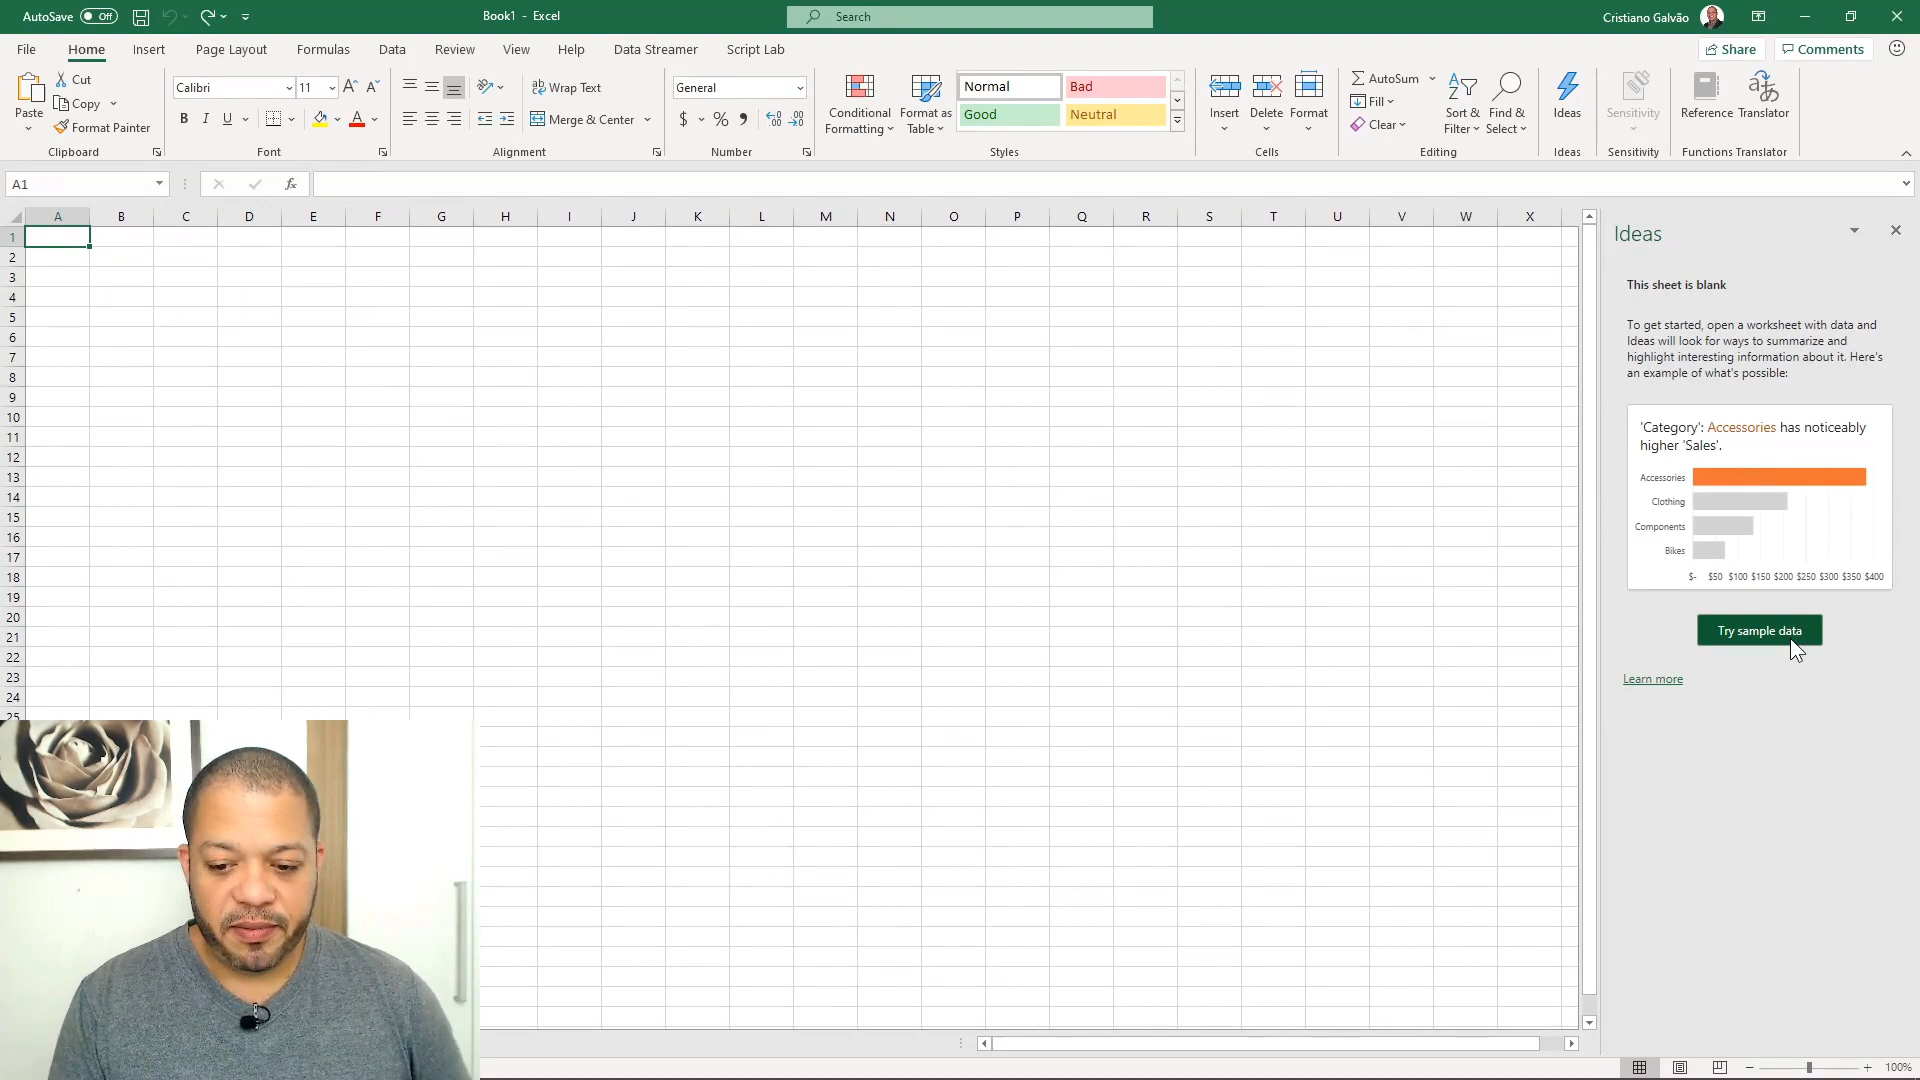 AutoSave Off
Book1 - Excel
Search
Cristiano Galvão
File Home Insert Page Layout Formulas Data Review View Help Data Streamer Script Lab
Share Comments
Paste
Cut
Copy
Format Painter
Clipboard
Calibri 11
B I U
Font
Wrap Text
Merge & Center
Alignment
General
$ % ,
Number
Conditional
Formatting
Format as
Table
Normal Bad
Good Neutral
Styles
Insert Delete Format
Cells
AutoSum
Fill
Clear
Sort &
Filter
Find &
Select
Editing
Ideas
Ideas
Sensitivity
Sensitivity
Reference Translator
Functions Translator
A1
fx
A B C D E F G H I J K L M N O P Q R S T U V W X
1
2
3
4
5
6
7
8
9
10
11
12
13
14
15
16
17
18
19
20
21
22
23
24
25
Ideas
This sheet is blank
To get started, open a worksheet with data and
Ideas will look for ways to summarize and
highlight interesting information about it. Here's
an example of what's possible:
'Category': Accessories has noticeably
higher 'Sales'.
Accessories
Clothing
Components
Bikes
$- $50 $100 $150 $200 $250 $300 $350 $400
Try sample data
Learn more
100%